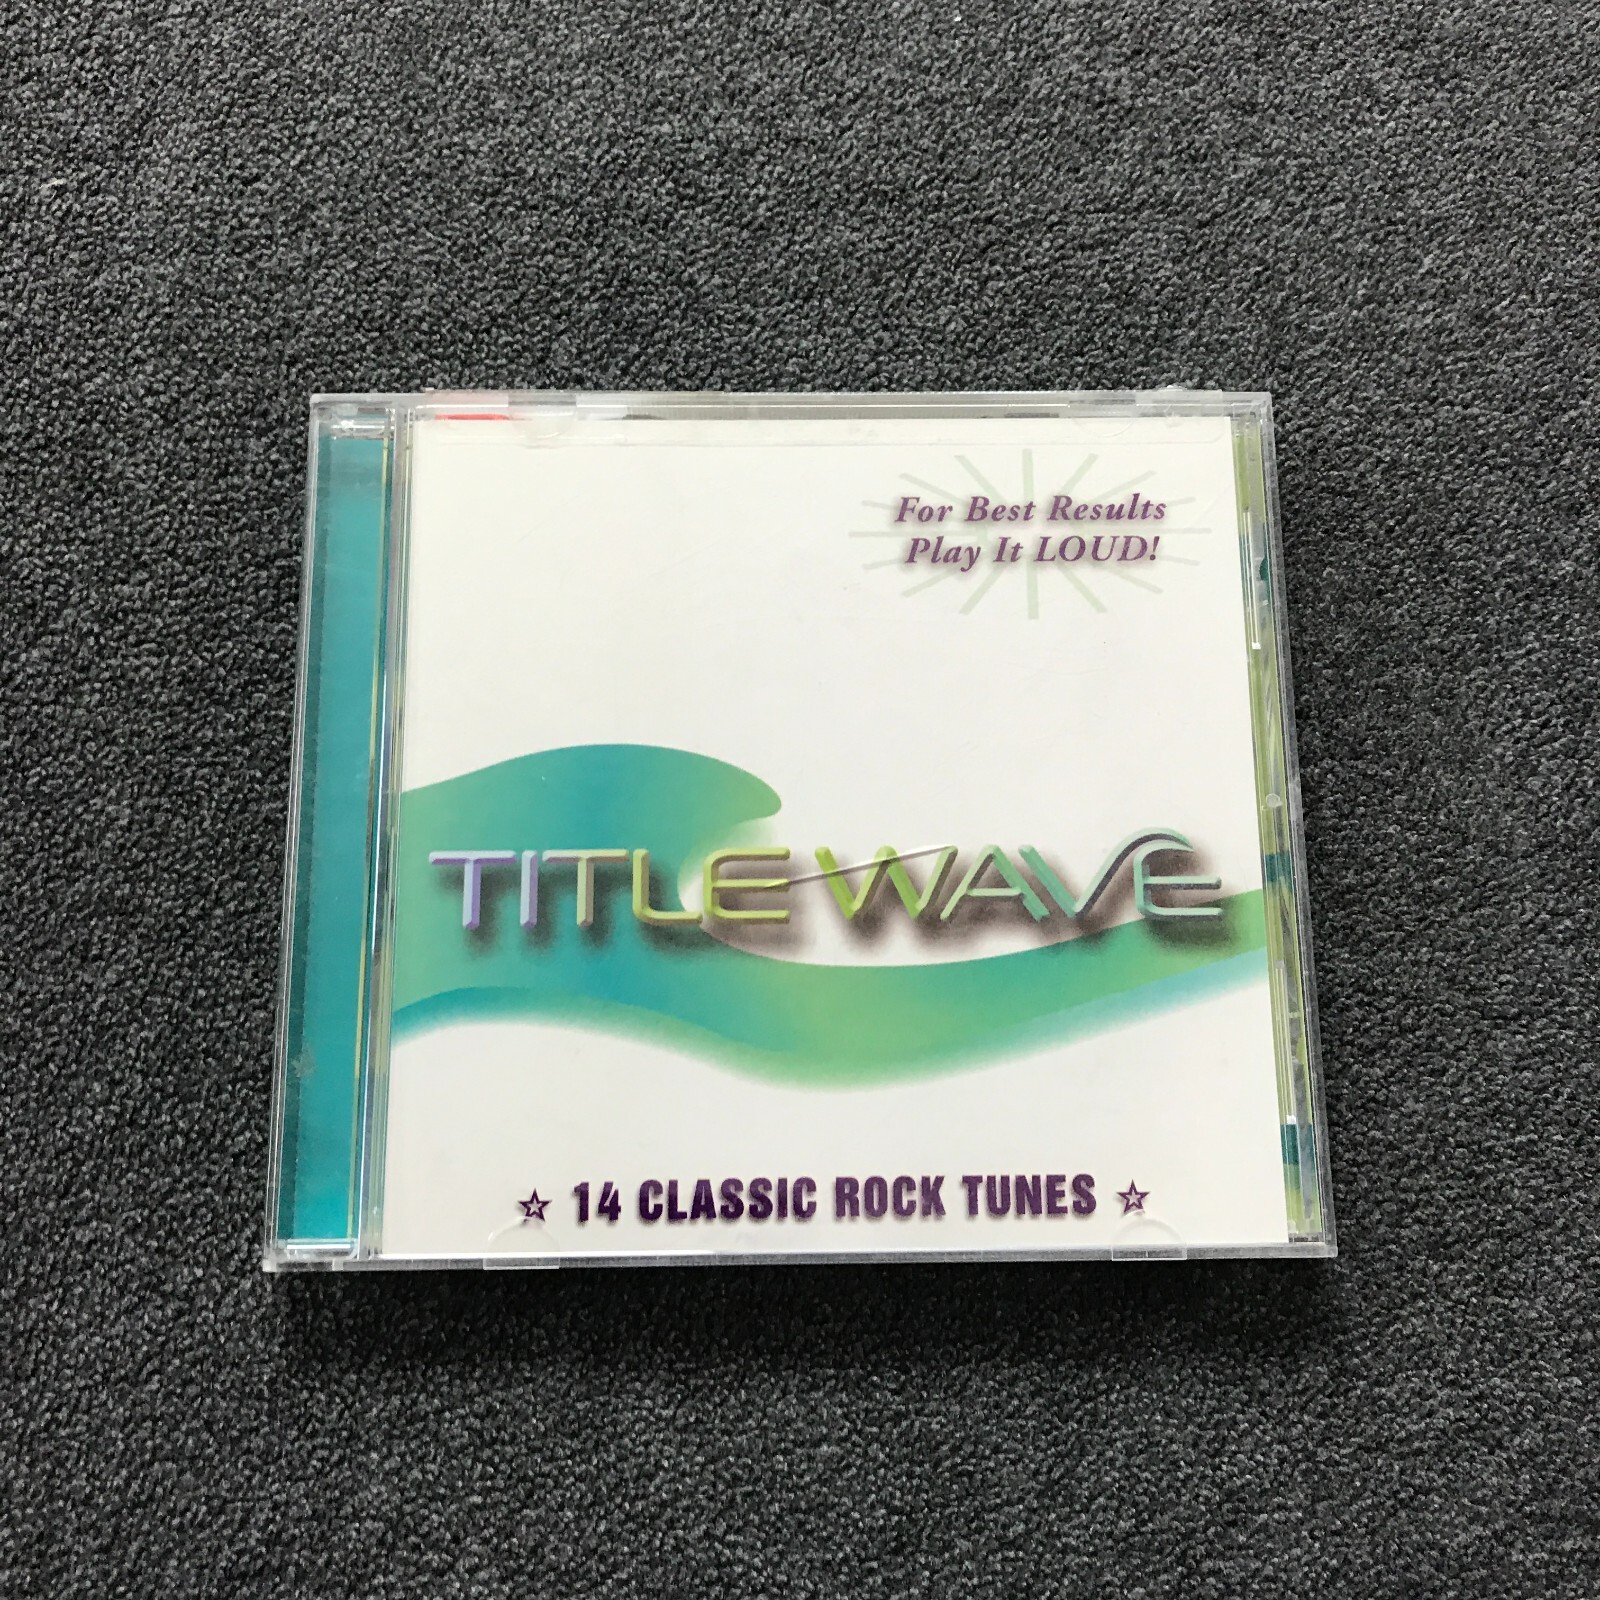 For Best Results
Play It LOUD!
TITLE WAVE
14 CLASSIC ROCK TUNES